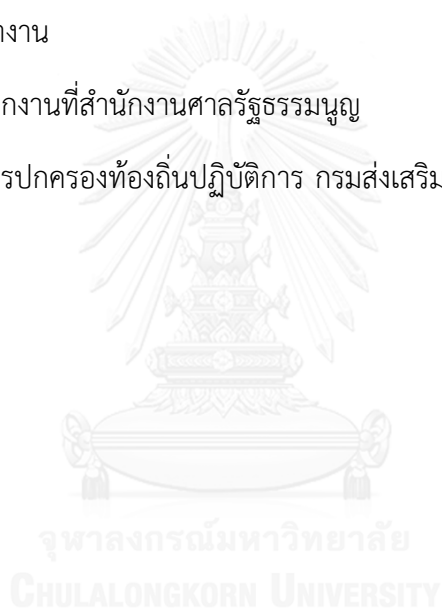 งาน
กงานที่สำนักงานศาลรัฐธรรมนูญ
รปกครองท้องถิ่นปฏิบัติการ กรมส่งเสริม
จุฬาลงกรณ์มหาวิทยาลัย
CHULALONGKORN UNIVERSITY